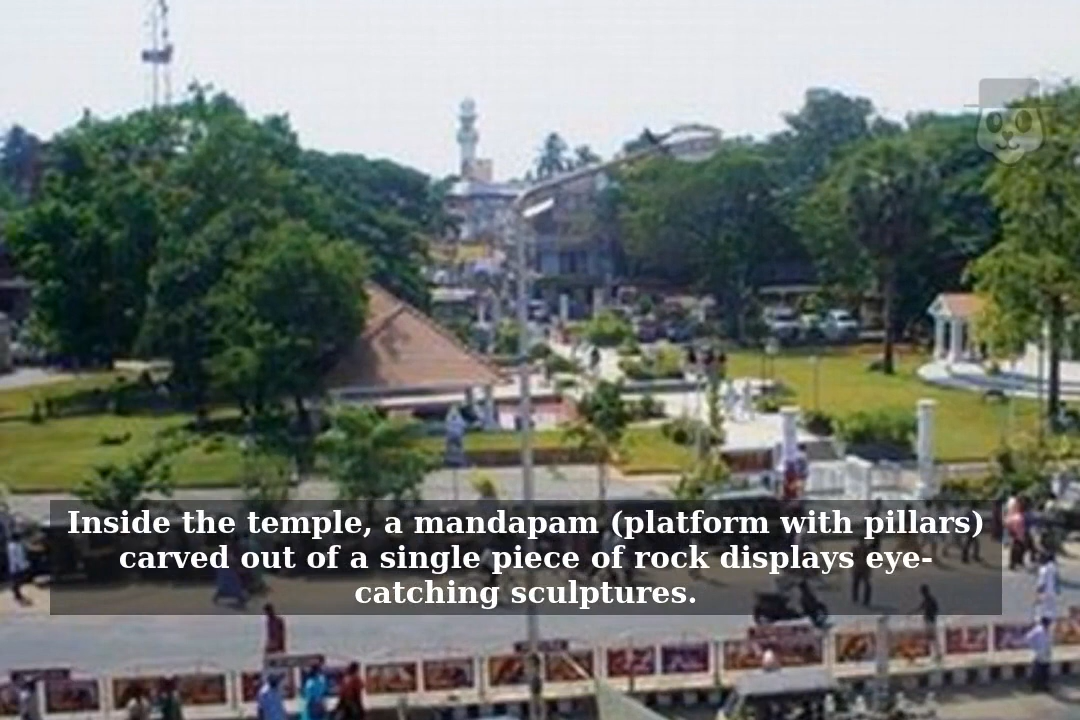 Inside the temple, a mandapam (platform with pillars)
carved out of a single piece of rock displays eye-
catching sculptures.